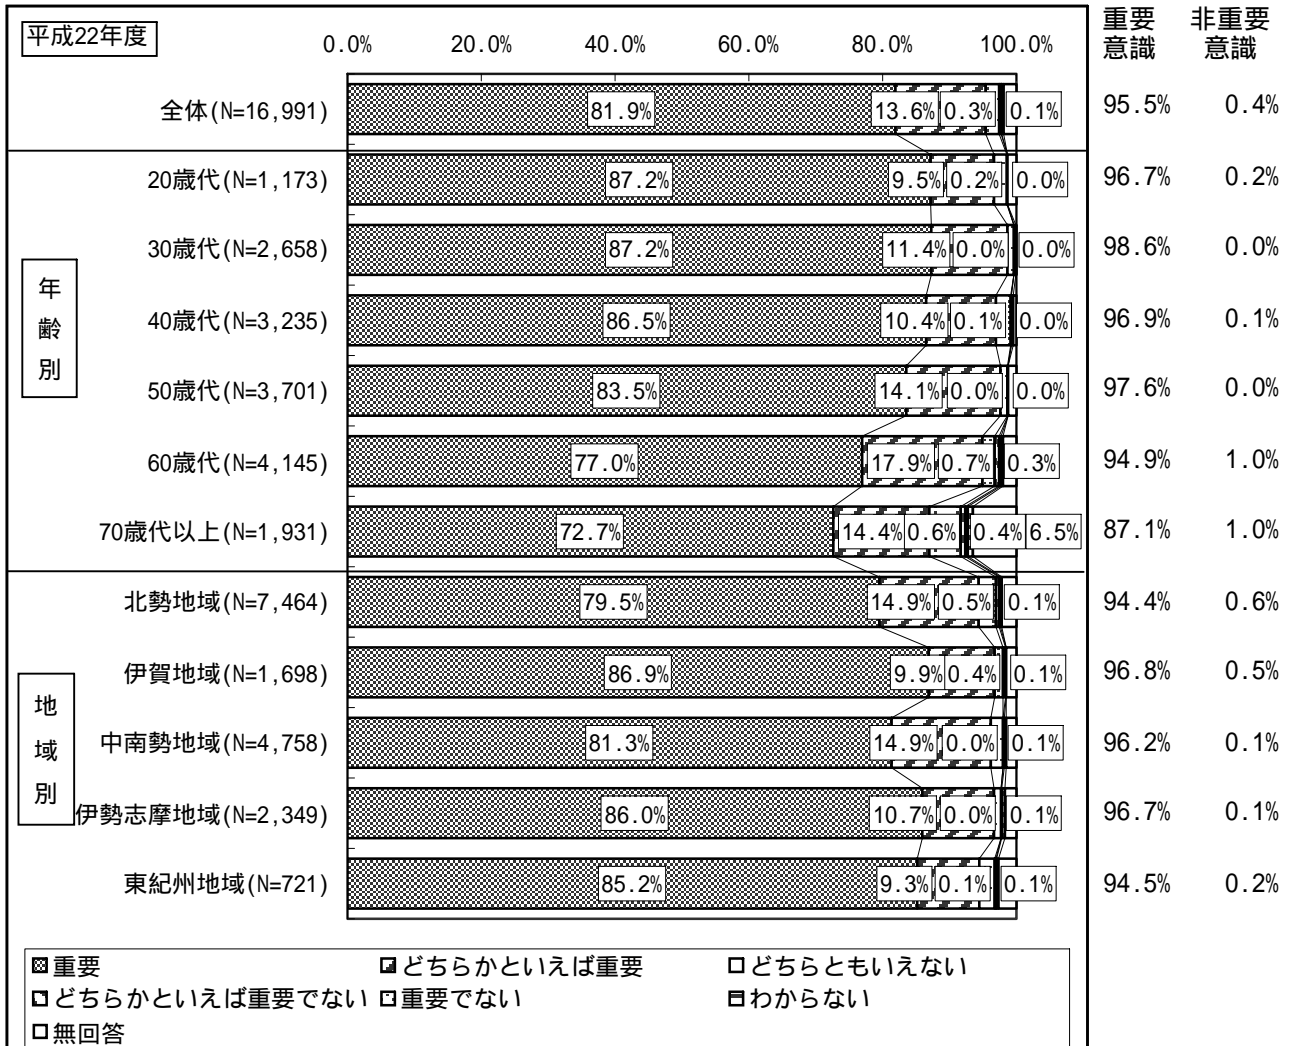 平成22年度
0.0% 20.0% 40.0% 60.0% 80.0% 100.0%
重要意識 非重要意識
全体(N=16,991) 81.9% 13.6% 0.3% 0.1% 95.5% 0.4%
年齢別
20歳代(N=1,173) 87.2% 9.5% 0.2% 0.0% 96.7% 0.2%
30歳代(N=2,658) 87.2% 11.4% 0.0% 0.0% 98.6% 0.0%
40歳代(N=3,235) 86.5% 10.4% 0.1% 0.0% 96.9% 0.1%
50歳代(N=3,701) 83.5% 14.1% 0.0% 0.0% 97.6% 0.0%
60歳代(N=4,145) 77.0% 17.9% 0.7% 0.3% 94.9% 1.0%
70歳代以上(N=1,931) 72.7% 14.4% 0.6% 0.4% 6.5% 87.1% 1.0%
地域別
北勢地域(N=7,464) 79.5% 14.9% 0.5% 0.1% 94.4% 0.6%
伊賀地域(N=1,698) 86.9% 9.9% 0.4% 0.1% 96.8% 0.5%
中南勢地域(N=4,758) 81.3% 14.9% 0.0% 0.1% 96.2% 0.1%
伊勢志摩地域(N=2,349) 86.0% 10.7% 0.0% 0.1% 96.7% 0.1%
東紀州地域(N=721) 85.2% 9.3% 0.1% 0.1% 94.5% 0.2%
重要 どちらかといえば重要 どちらともいえない
どちらかといえば重要でない 重要でない わからない
無回答